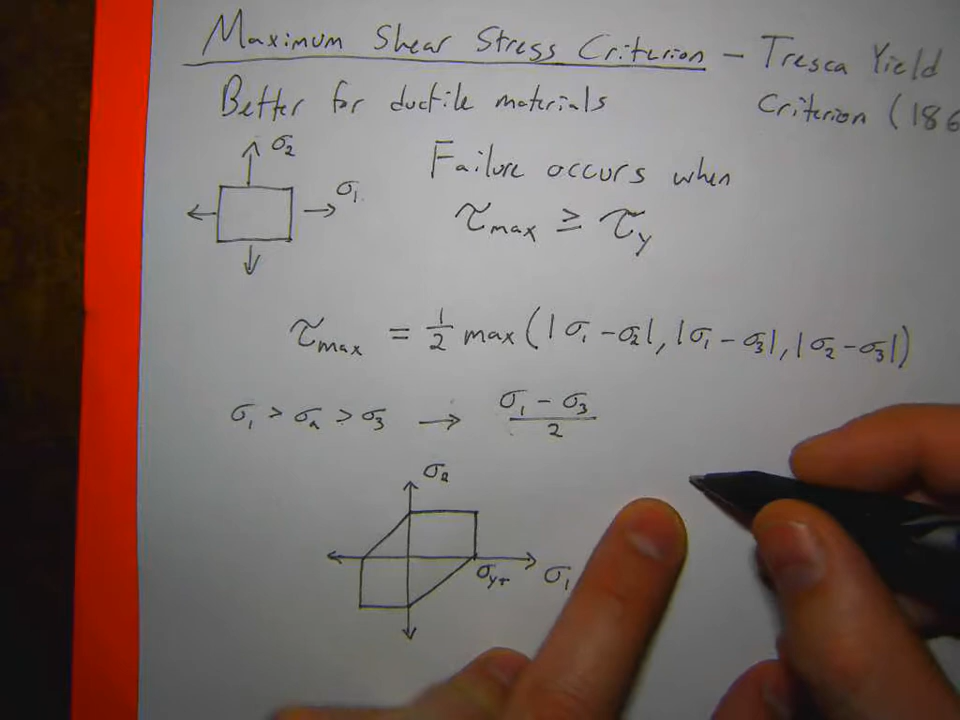 Maximum Shear Stress Criterion – Tresca Yield
Better for ductile materials
Criterion (186
σ2
σ1
Failure occurs when
τmax ≥ τy
τmax = 1/2 max(|σ1 - σ2|, |σ1 - σ3|, |σ2 - σ3|)
σ1 > σ2 > σ3 → σ1 - σ3 / 2
σ2
σyT
σ1